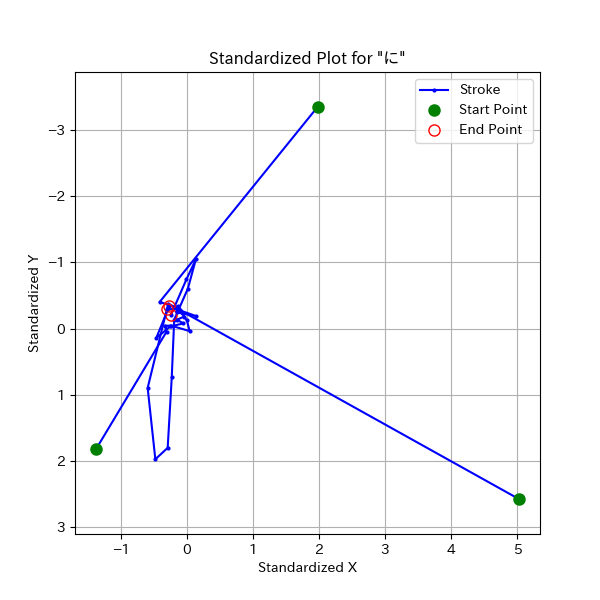 Standardized Plot for "に"
Stroke
Start Point
End Point
Standardized Y
−3
−2
−1
0
1
2
3
−1 0 1 2 3 4 5
Standardized X